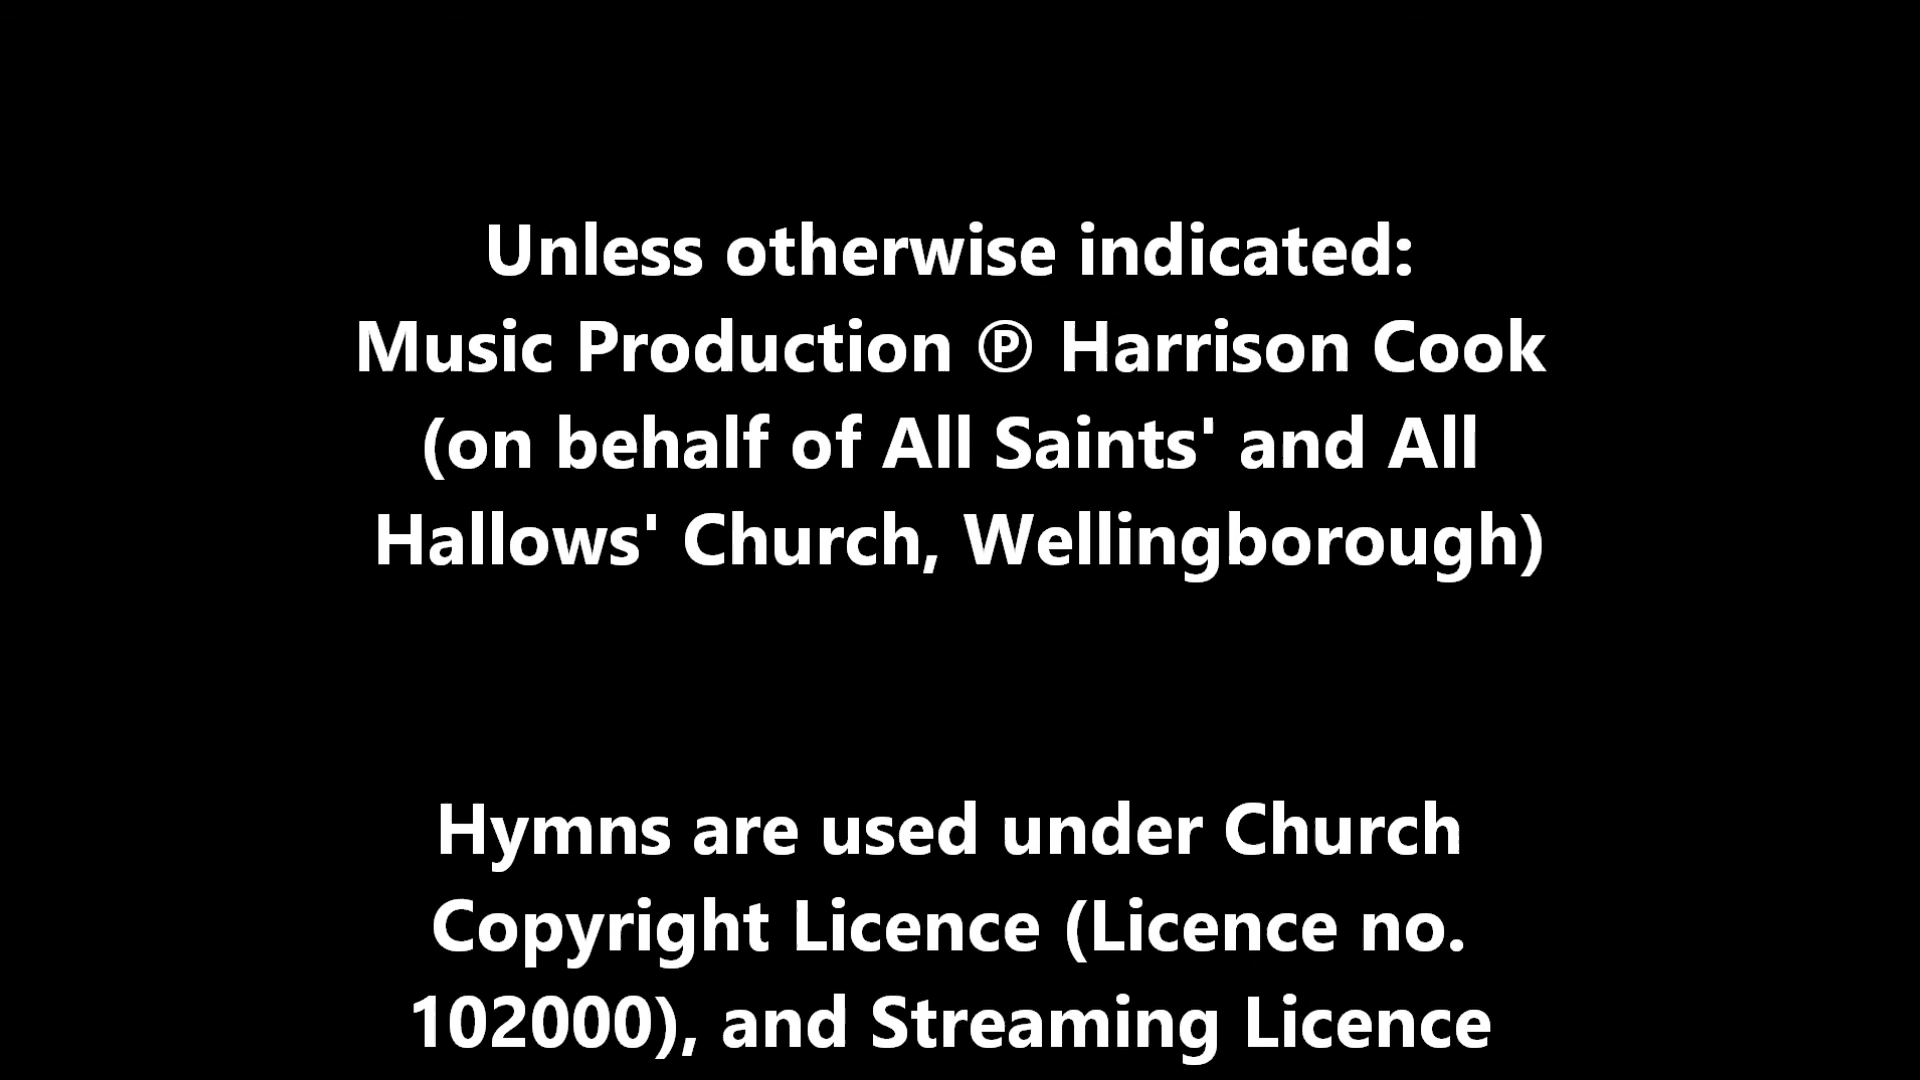 Unless otherwise indicated:
Music Production ℗ Harrison Cook
(on behalf of All Saints' and All
Hallows' Church, Wellingborough)
Hymns are used under Church
Copyright Licence (Licence no.
102000), and Streaming Licence